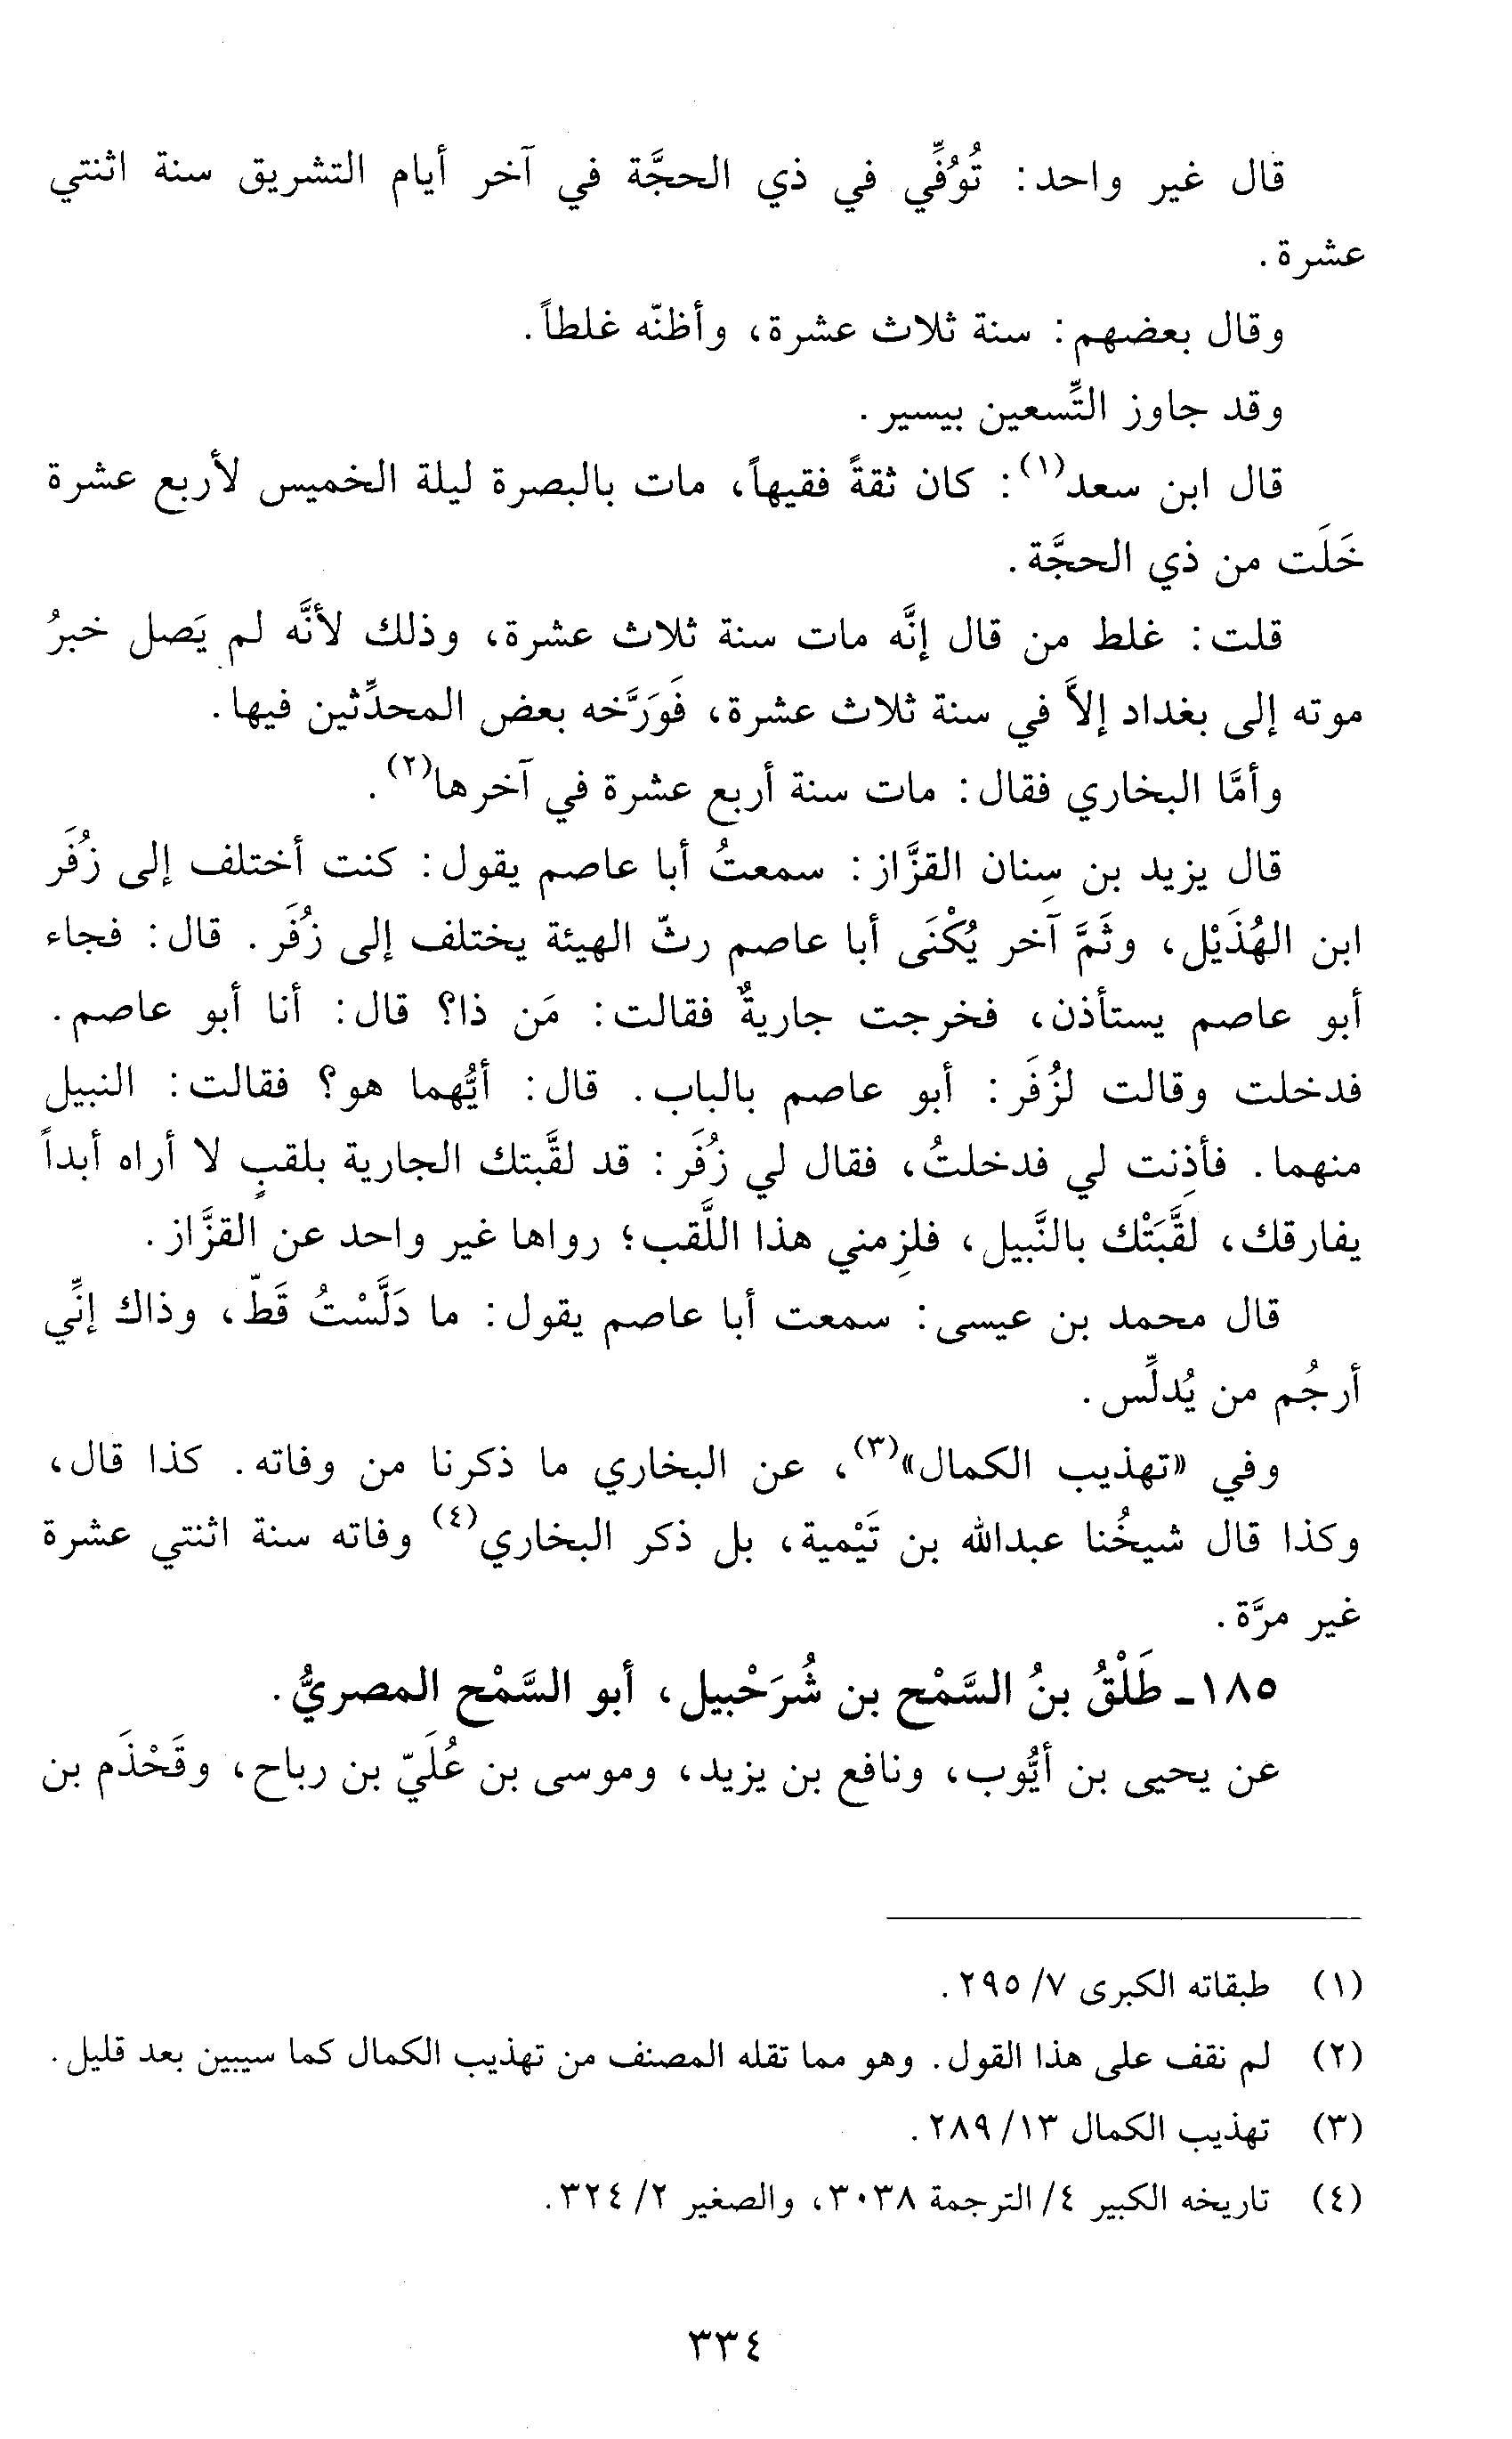 قال غير واحد: تُوُفِّي في ذي الحجَّة في آخر أيام التشريق سنة اثنتي
عشرة.
وقال بعضهم: سنة ثلاث عشرة، وأظنّه غلطاً.
وقد جاوز التِّسعين بيسير.
قال ابن سعد(١): كان ثقةً فقيهاً، مات بالبصرة ليلة الخميس لأربع عشرة
خَلَت من ذي الحجَّة.
قلت: غلط من قال إنَّه مات سنة ثلاث عشرة، وذلك لأنَّه لم يَصل خبرُ
موته إلى بغداد إلاَّ في سنة ثلاث عشرة، فَوَرَّخه بعض المحدِّثين فيها.
وأمَّا البخاري فقال: مات سنة أربع عشرة في آخرها(٢).
قال يزيد بن سِنان القزَّاز: سمعتُ أبا عاصم يقول: كنت أختلف إلى زُفَر
ابن الهُذَيْل، وثَمَّ آخر يُكْنَى أبا عاصم رثّ الهيئة يختلف إلى زُفَر. قال: فجاء
أبو عاصم يستأذن، فخرجت جاريةٌ فقالت: مَن ذا؟ قال: أنا أبو عاصم.
فدخلت وقالت لزُفَر: أبو عاصم بالباب. قال: أيُّهما هو؟ فقالت: النبيل
منهما. فأذِنت لي فدخلتُ، فقال لي زُفَر: قد لقَّبتك الجارية بلقبٍ لا أراه أبداً
يفارقك، لقَّبَتْك بالنَّبيل، فلزِمني هذا اللَّقب؛ رواها غير واحد عن القزَّاز.
قال محمد بن عيسى: سمعت أبا عاصم يقول: ما دَلَّسْتُ قَطّ، وذاك إنِّي
أرجُم من يُدلِّس.
وفي «تهذيب الكمال»(٣)، عن البخاري ما ذكرنا من وفاته. كذا قال،
وكذا قال شيخُنا عبدالله بن تَيْمية، بل ذكر البخاري(٤) وفاته سنة اثنتي عشرة
غير مرَّة.
١٨٥- طَلْقُ بنُ السَّمْح بن شُرَحْبيل، أبو السَّمْح المصريُّ.
عن يحيى بن أيُّوب، ونافع بن يزيد، وموسى بن عُلَيّ بن رباح، وقَحْذَم بن
(١) طبقاته الكبرى ٧/ ٢٩٥.
(٢) لم نقف على هذا القول. وهو مما نقله المصنف من تهذيب الكمال كما سيبين بعد قليل.
(٣) تهذيب الكمال ١٣/ ٢٨٩.
(٤) تاريخه الكبير ٤/ الترجمة ٣٠٣٨، والصغير ٢/ ٣٢٤.
٣٣٤